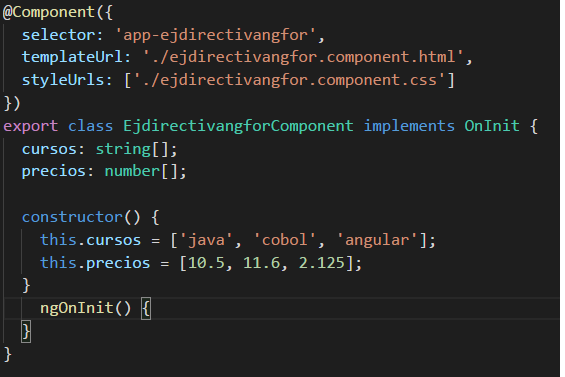 @Component({
  selector: 'app-ejdirectivangfor',
  templateUrl: './ejdirectivangfor.component.html',
  styleUrls: ['./ejdirectivangfor.component.css']
})
export class EjdirectivangforComponent implements OnInit {
  cursos: string[];
  precios: number[];

  constructor() {
    this.cursos = ['java', 'cobol', 'angular'];
    this.precios = [10.5, 11.6, 2.125];
  }
    ngOnInit() {
  }
}